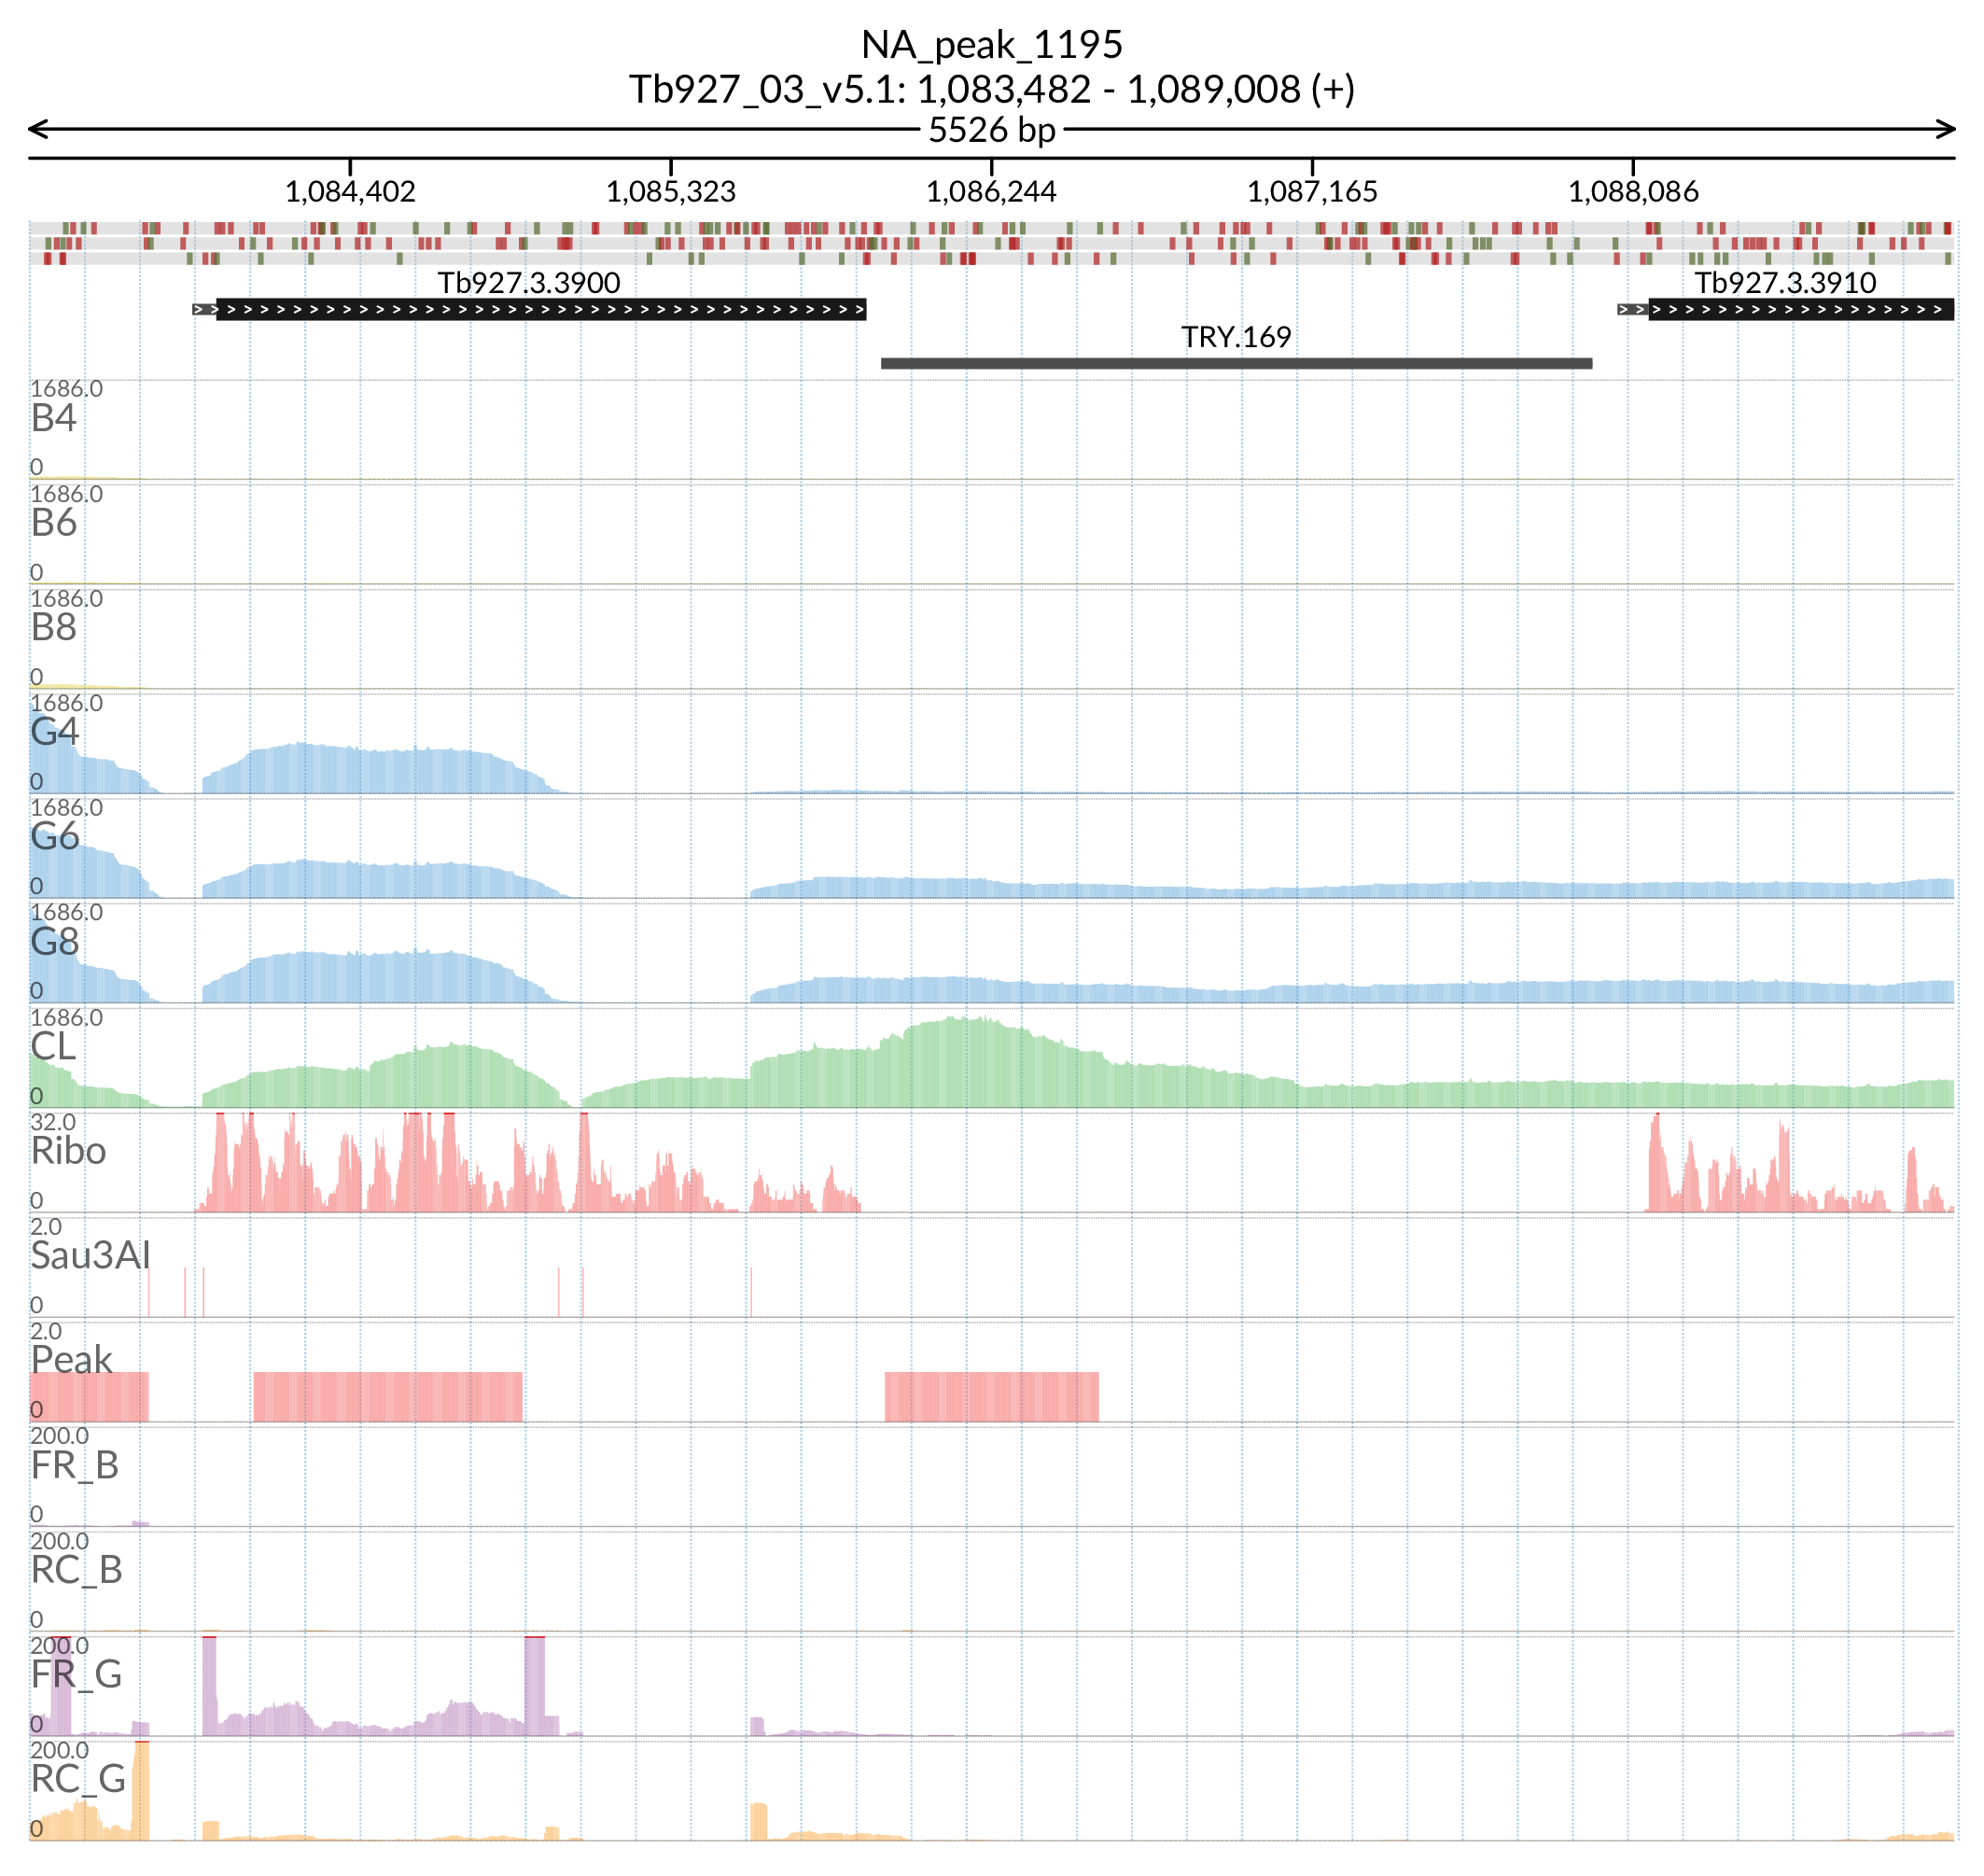 NA_peak_1195
Tb927_03_v5.1: 1,083,482 - 1,089,008 (+)
5526 bp
1,084,402 1,085,323 1,086,244 1,087,165 1,088,086
Tb927.3.3900 Tb927.3.3910
TRY.169
1686.0
B4
0
1686.0
B6
0
1686.0
B8
0
1686.0
G4
0
1686.0
G6
0
1686.0
G8
0
1686.0
CL
0
32.0
Ribo
0
2.0
Sau3AI
0
2.0
Peak
0
200.0
FR_B
0
200.0
RC_B
0
200.0
FR_G
0
200.0
RC_G
0